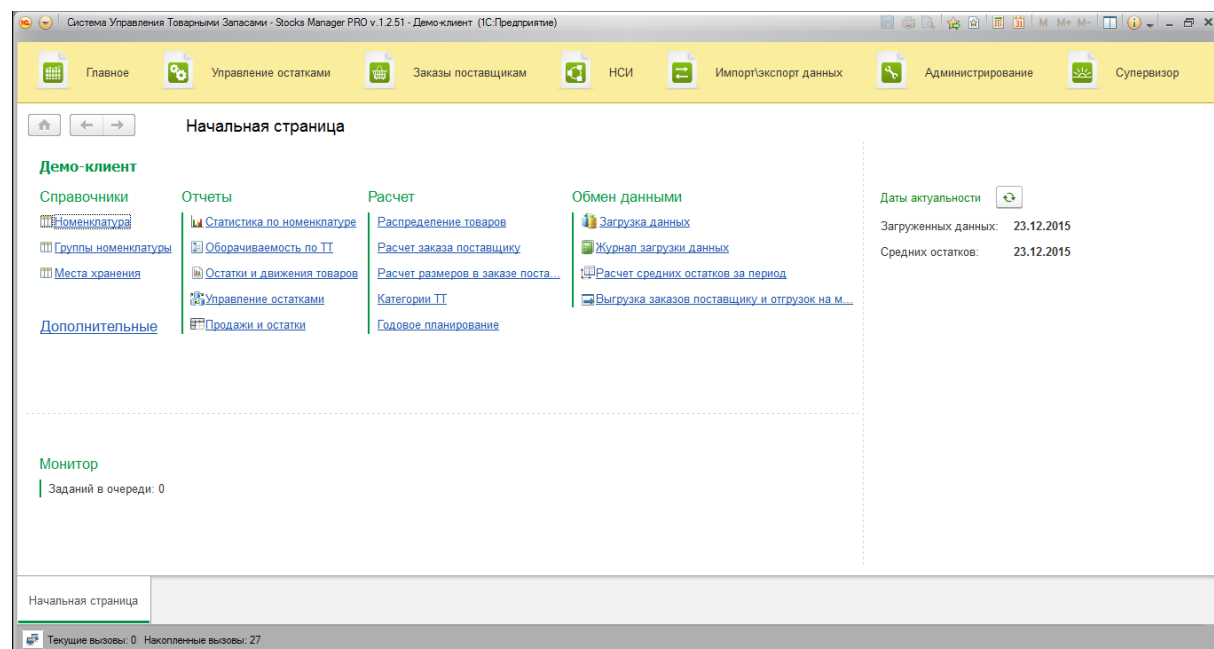 Система Управления Товарными Запасами - Stocks Manager PRO v.1.2.51 - Демо-клиент (1С:Предприятие)
31 M M+ M-
Главное Управление остатками Заказы поставщикам НСИ Импорт\экспорт данных Администрирование Супервизор
Начальная страница
Демо-клиент
Справочники
Номенклатура
Группы номенклатуры
Места хранения
Дополнительные
Отчеты
Статистика по номенклатуре
Оборачиваемость по ТТ
Остатки и движения товаров
Управление остатками
Продажи и остатки
Расчет
Распределение товаров
Расчет заказа поставщику
Расчет размеров в заказе поста...
Категории ТТ
Годовое планирование
Обмен данными
Загрузка данных
Журнал загрузки данных
Расчет средних остатков за период
Выгрузка заказов поставщику и отгрузок на м...
Даты актуальности
Загруженных данных: 23.12.2015
Средних остатков: 23.12.2015
Монитор
Заданий в очереди: 0
Начальная страница
Текущие вызовы: 0 Накопленные вызовы: 27